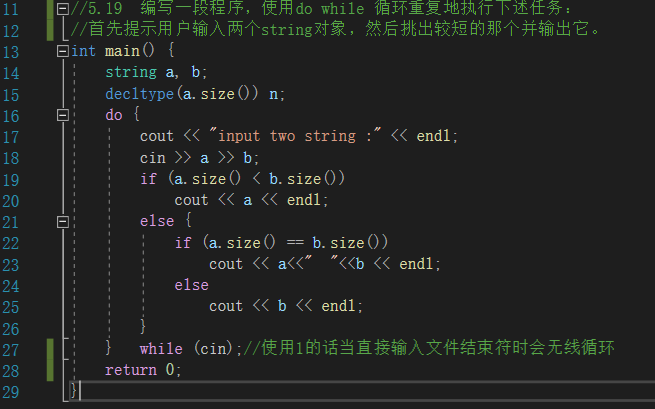 11 //5.19 编写一段程序，使用do while 循环重复地执行下述任务：
12 //首先提示用户输入两个string对象，然后挑出较短的那个并输出它。
13 int main() {
14 string a, b;
15 decltype(a.size()) n;
16 do {
17 cout << "input two string :" << endl;
18 cin >> a >> b;
19 if (a.size() < b.size())
20 cout << a << endl;
21 else {
22 if (a.size() == b.size())
23 cout << a<<"  "<<b << endl;
24 else
25 cout << b << endl;
26 }
27 } while (cin);//使用1的话当直接输入文件结束符时会无线循环
28 return 0;
29 }